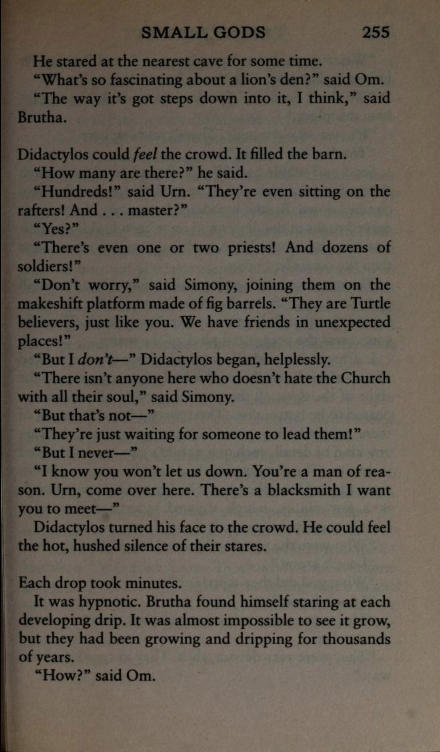 SMALL GODS 255
He stared at the nearest cave for some time.
“What’s so fascinating about a lion’s den?” said Om.
“The way it’s got steps down into it, I think,” said
Brutha.
Didactylos could feel the crowd. It filled the barn.
“How many are there?” he said.
“Hundreds!” said Urn. “They’re even sitting on the
rafters! And . . . master?”
“Yes?”
“There’s even one or two priests! And dozens of
soldiers!”
“Don’t worry,” said Simony, joining them on the
makeshift platform made of fig barrels. “They are Turtle
believers, just like you. We have friends in unexpected
places!”
“But I don’t—” Didactylos began, helplessly.
“There isn’t anyone here who doesn’t hate the Church
with all their soul,” said Simony.
“But that’s not—”
“They’re just waiting for someone to lead them!”
“But I never—”
“I know you won’t let us down. You’re a man of rea-
son. Urn, come over here. There’s a blacksmith I want
you to meet—”
Didactylos turned his face to the crowd. He could feel
the hot, hushed silence of their stares.
Each drop took minutes.
It was hypnotic. Brutha found himself staring at each
developing drip. It was almost impossible to see it grow,
but they had been growing and dripping for thousands
of years.
“How?” said Om.